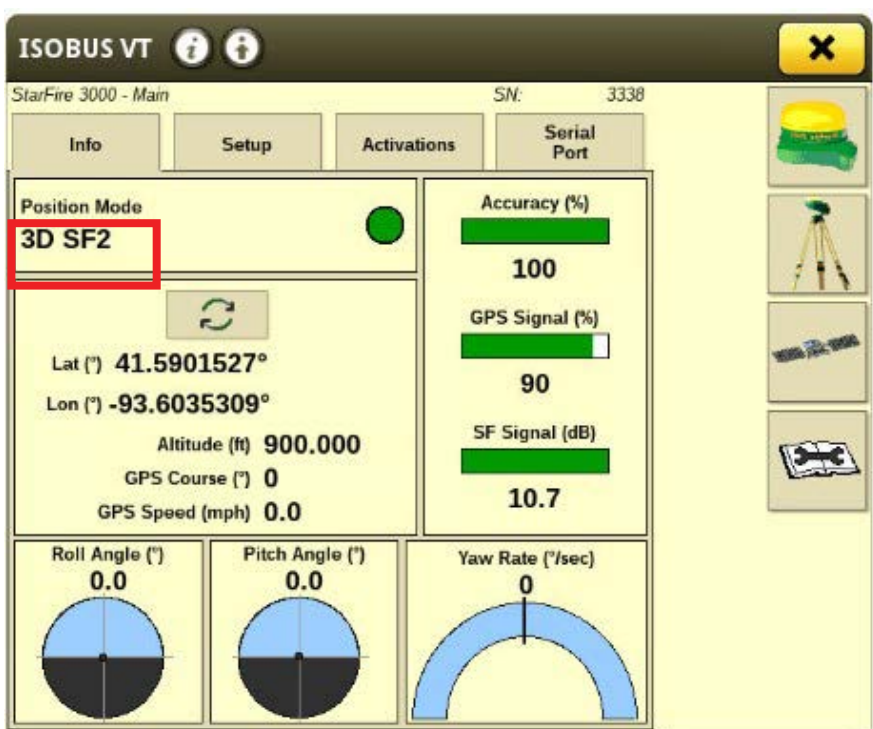 ISOBUS VT
StarFire 3000 - Main
SN: 3338
Info
Setup
Activations
Serial
Port
Position Mode
3D SF2
Lat (°) 41.5901527°
Lon (°) -93.6035309°
Altitude (ft) 900.000
GPS Course (°) 0
GPS Speed (mph) 0.0
Accuracy (%)
100
GPS Signal (%)
90
SF Signal (dB)
10.7
Roll Angle (°)
0.0
Pitch Angle (°)
0.0
Yaw Rate (°/sec)
0